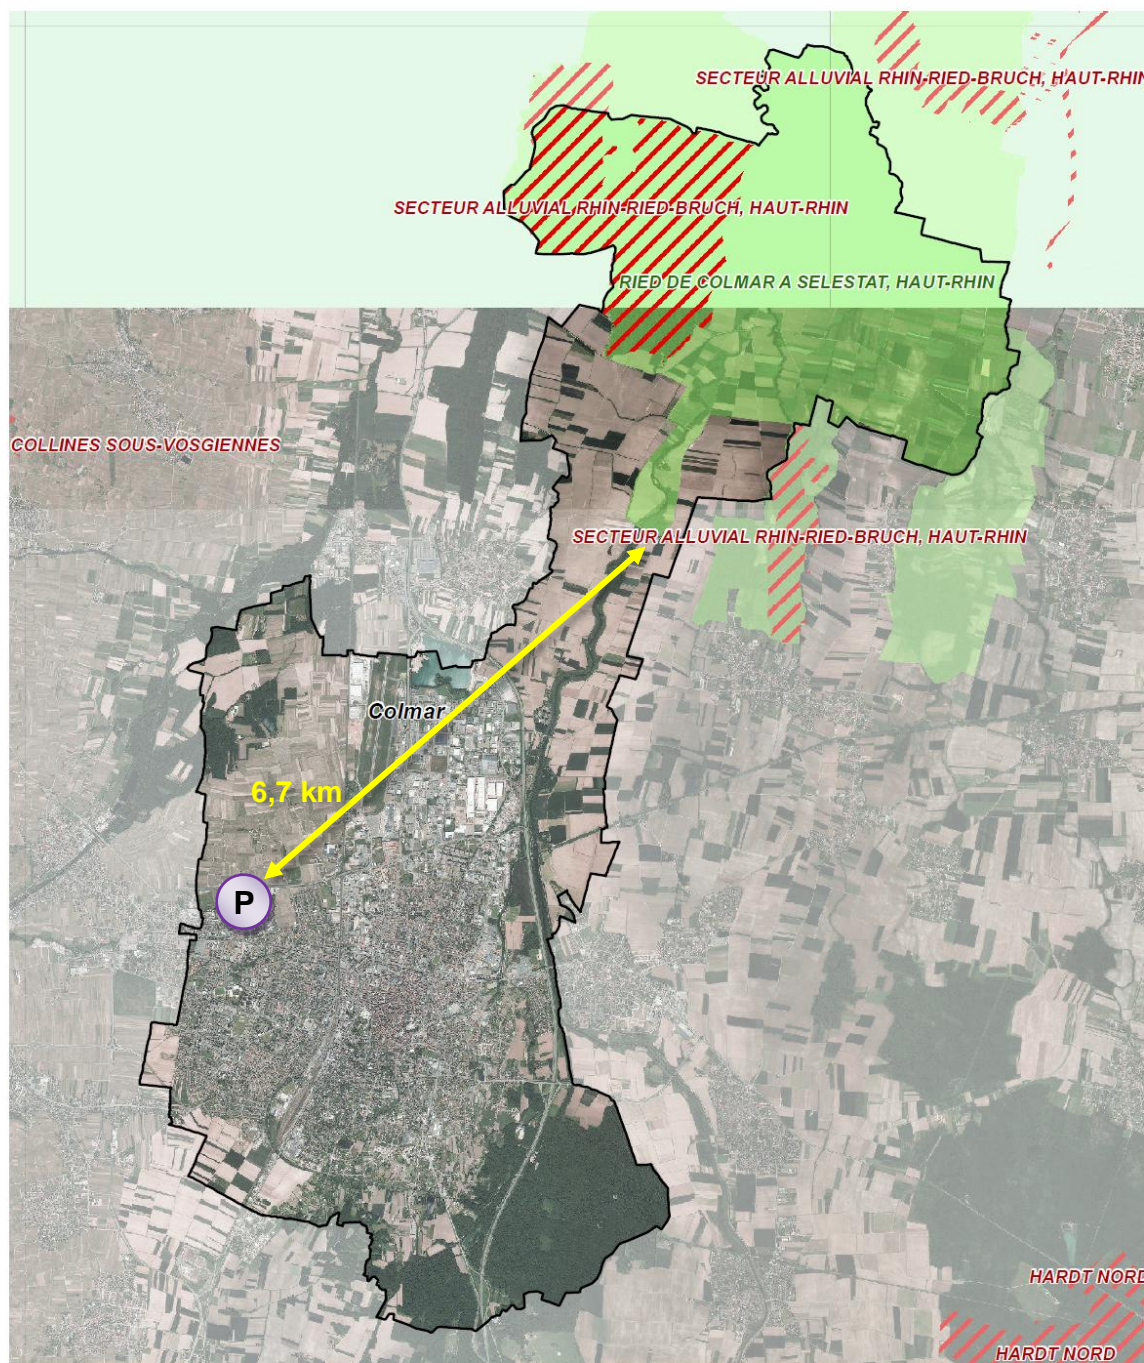 SECTEUR ALLUVIAL RHIN-RIED-BRUCH, HAUT-RHIN
SECTEUR ALLUVIAL RHIN-RIED-BRUCH, HAUT-RHIN
RIED DE COLMAR A SELESTAT, HAUT-RHIN
COLLINES SOUS-VOSGIENNES
SECTEUR ALLUVIAL RHIN-RIED-BRUCH, HAUT-RHIN
Colmar
6,7 km
P
HARDT NORD
HARDT NORD